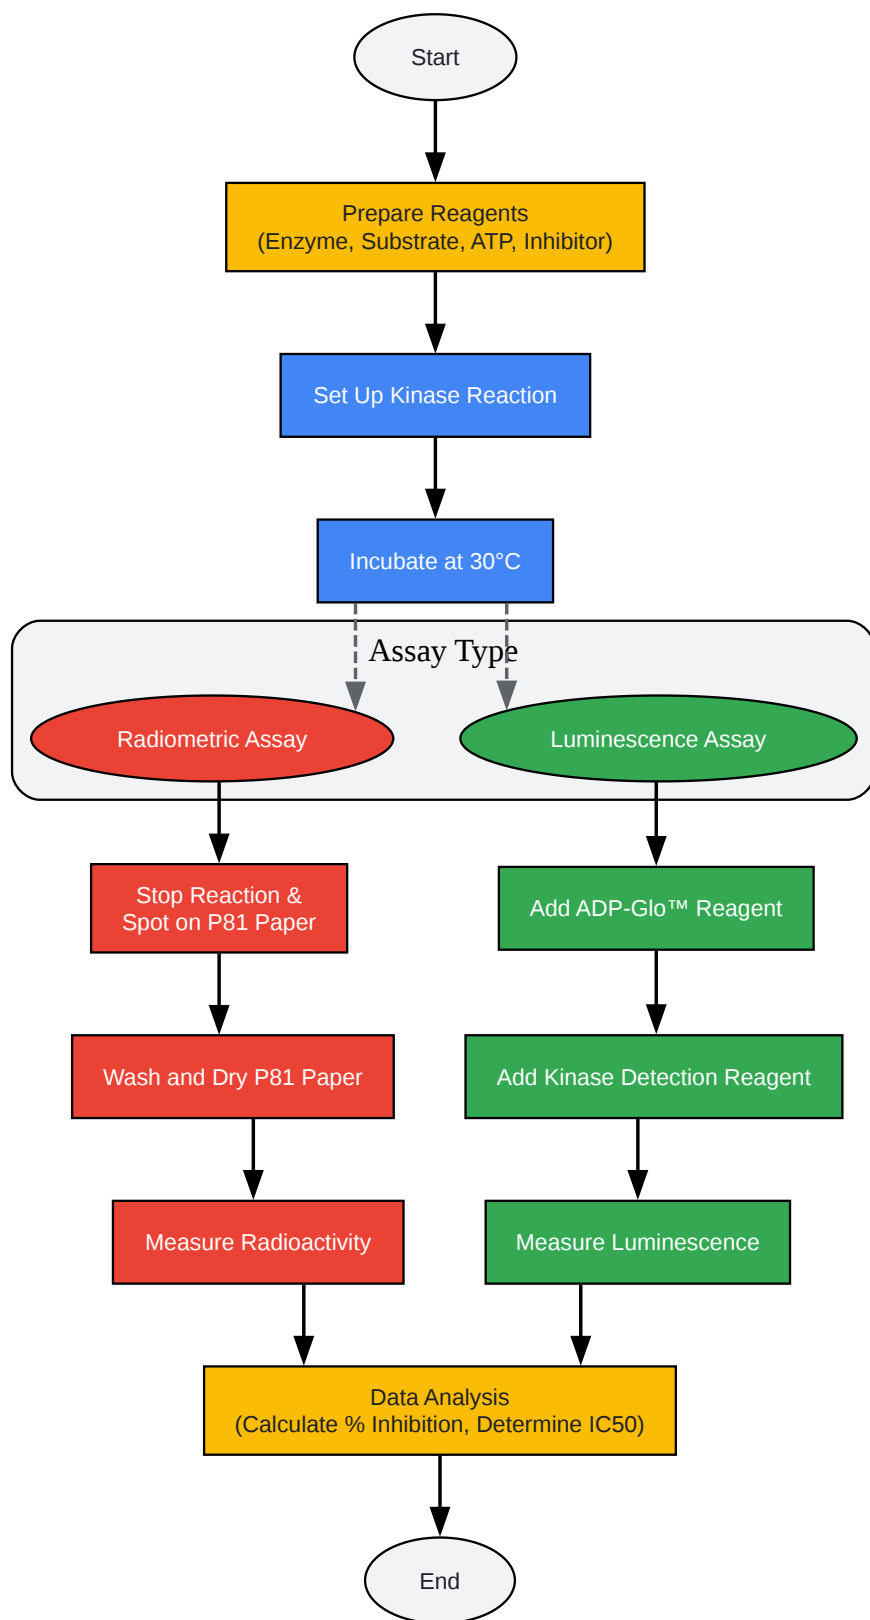 Start
Prepare Reagents
(Enzyme, Substrate, ATP, Inhibitor)
Set Up Kinase Reaction
Incubate at 30°C
Assay Type
Radiometric Assay
Luminescence Assay
Stop Reaction &
Spot on P81 Paper
Add ADP-Glo™ Reagent
Wash and Dry P81 Paper
Add Kinase Detection Reagent
Measure Radioactivity
Measure Luminescence
Data Analysis
(Calculate % Inhibition, Determine IC50)
End